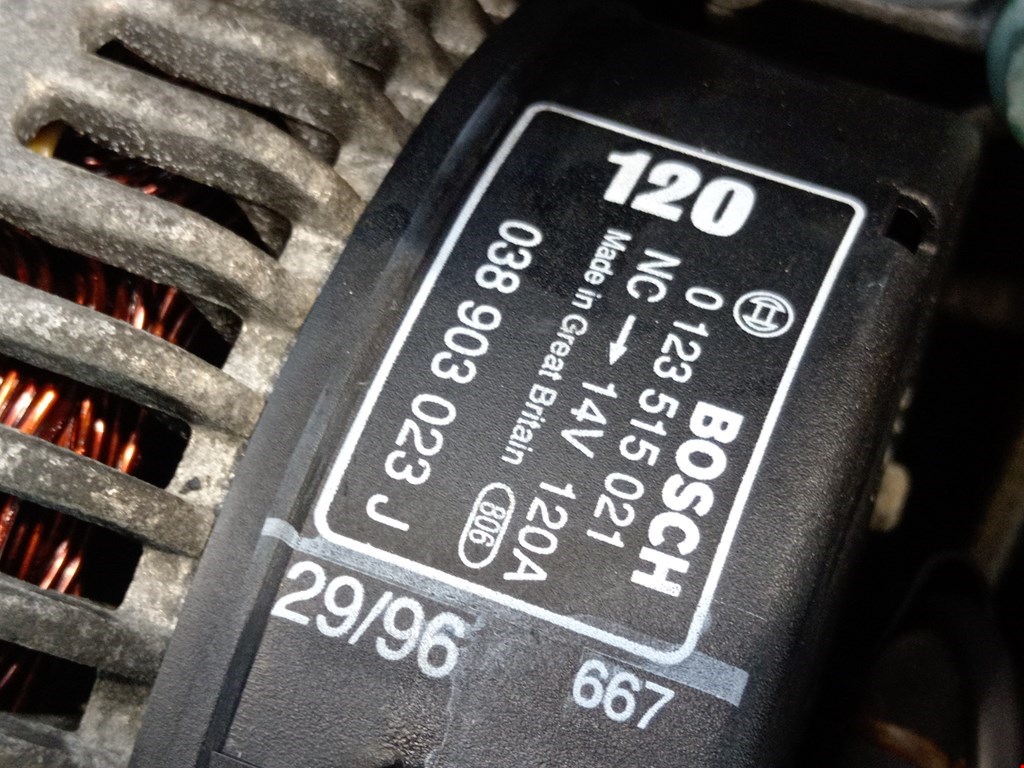 BOSCH
0 123 515 021
NC → 14V 120A
Made in Great Britain 806
038 903 023 J
120
29/96
667